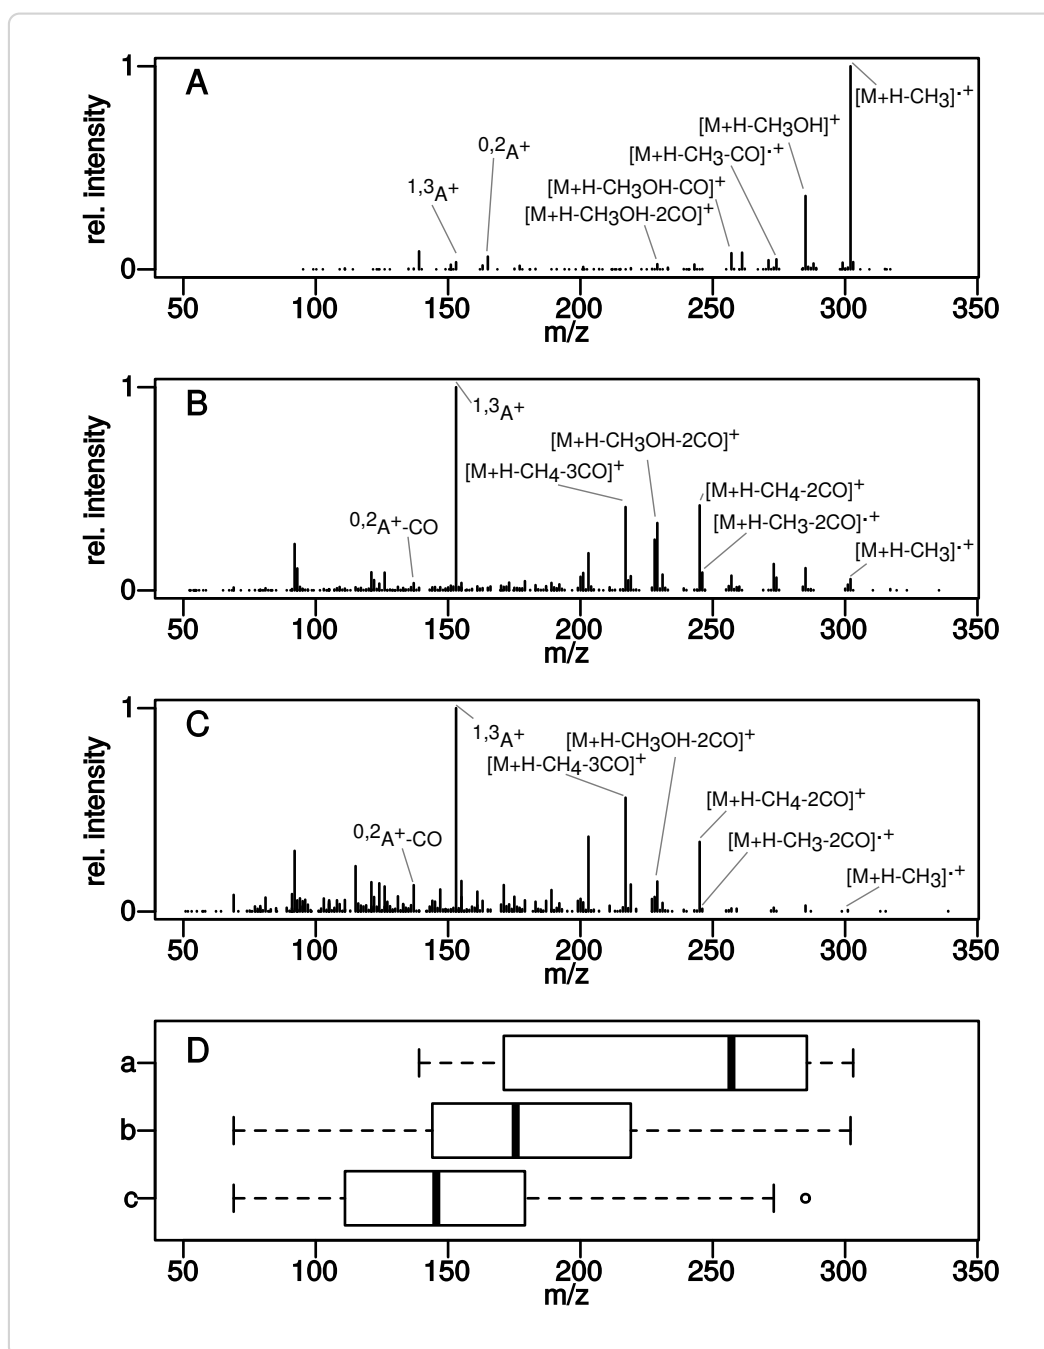 A
rel. intensity
1
0
[M+H-CH3]·+
[M+H-CH3OH]+
[M+H-CH3-CO]·+
[M+H-CH3OH-CO]+
[M+H-CH3OH-2CO]+
0,2A+
1,3A+
50 100 150 200 250 300 350
m/z
B
rel. intensity
1
0
1,3A+
[M+H-CH3OH-2CO]+
[M+H-CH4-3CO]+
[M+H-CH4-2CO]+
[M+H-CH3-2CO]·+
0,2A+-CO
[M+H-CH3]·+
50 100 150 200 250 300 350
m/z
C
rel. intensity
1
0
1,3A+
[M+H-CH3OH-2CO]+
[M+H-CH4-3CO]+
[M+H-CH4-2CO]+
0,2A+-CO
[M+H-CH3-2CO]·+
[M+H-CH3]·+
50 100 150 200 250 300 350
m/z
D
a
b
c
50 100 150 200 250 300 350
m/z